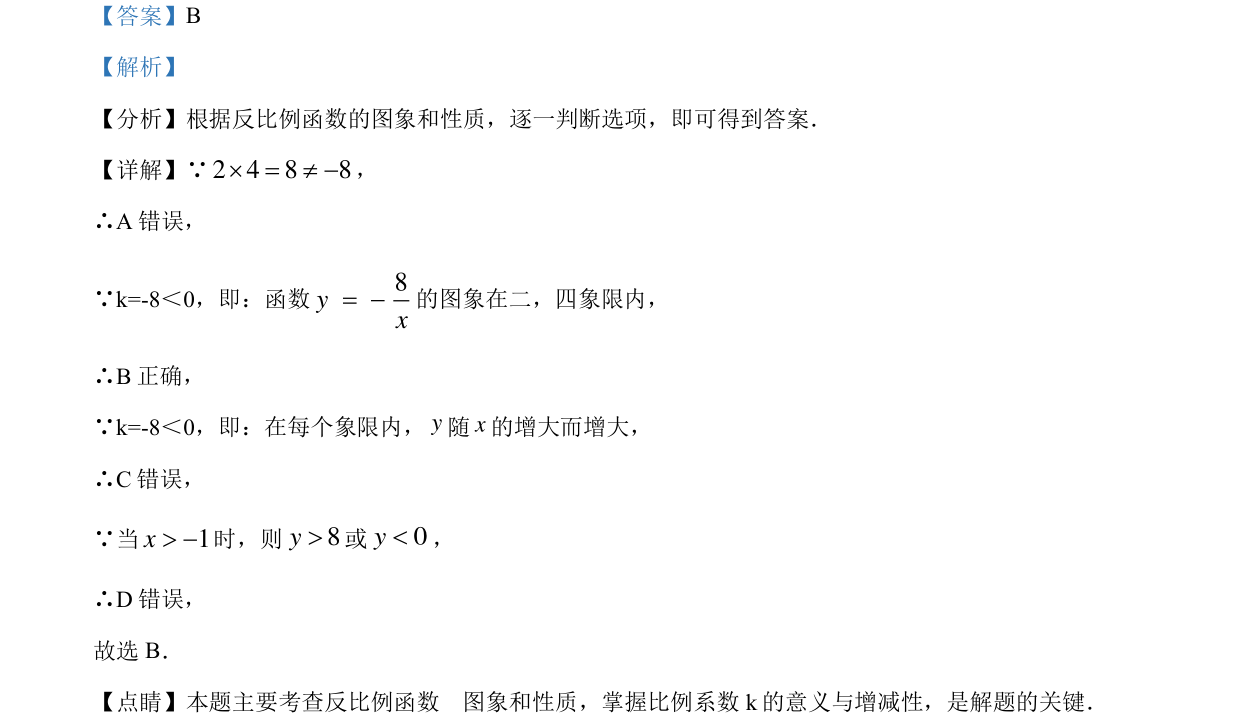 【答案】B
【解析】
【分析】根据反比例函数的图象和性质，逐一判断选项，即可得到答案．
【详解】∵2×4=8≠−8，
∴A 错误，
∵k=-8＜0，即：函数 y = − 8/x 的图象在二，四象限内，
∴B 正确，
∵k=-8＜0，即：在每个象限内， y 随 x 的增大而增大，
∴C 错误，
∵当 x>−1时，则 y>8或 y<0，
∴D 错误，
故选 B．
【点睛】本题主要考查反比例函数　图象和性质，掌握比例系数 k 的意义与增减性，是解题的关键．